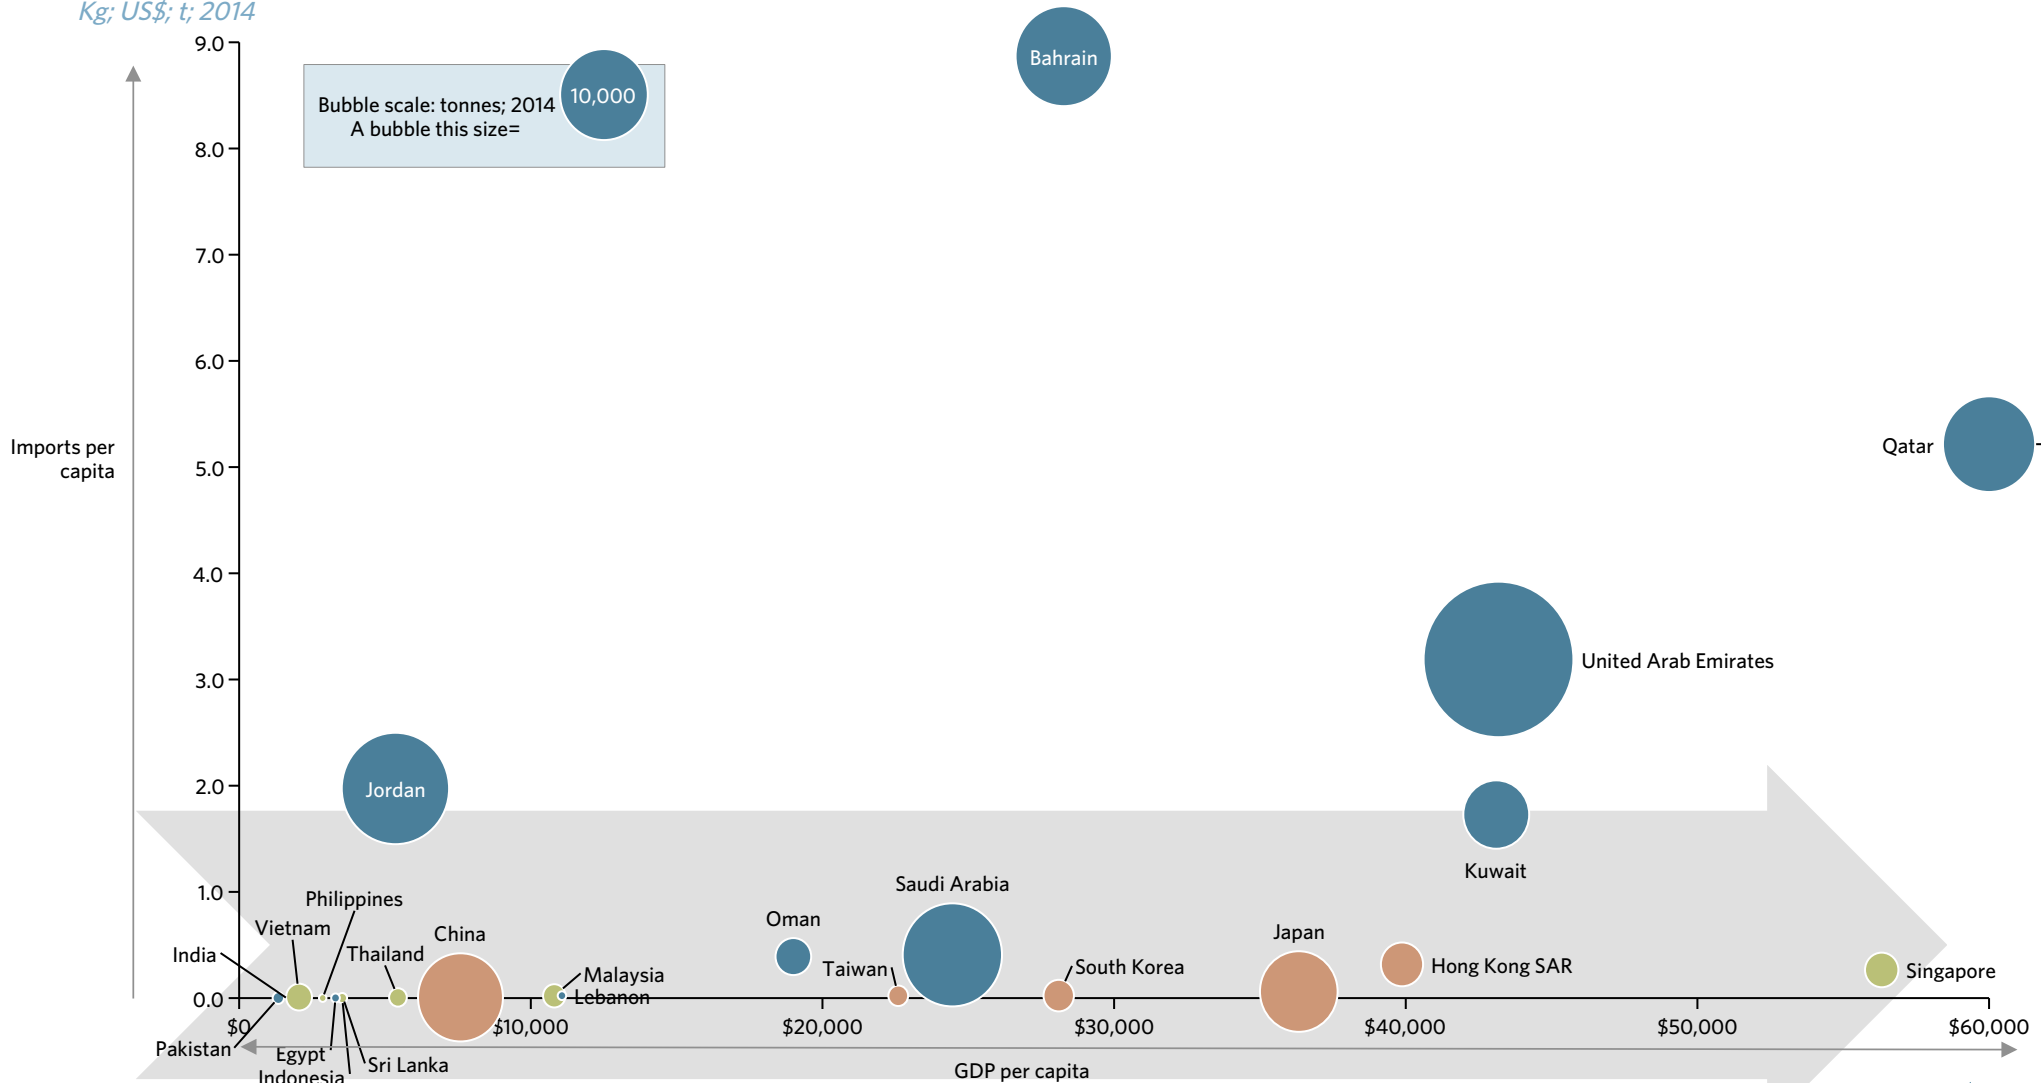 Kg; US$; t; 2014
9.0
8.0
7.0
6.0
5.0
4.0
3.0
2.0
1.0
0.0
Imports per
capita
Bubble scale: tonnes; 2014
A bubble this size=
10,000
Bahrain
Qatar
United Arab Emirates
Jordan
Kuwait
Philippines
Vietnam
India
Thailand
China
Malaysia
Lebanon
Oman
Taiwan
Saudi Arabia
South Korea
Japan
Hong Kong SAR
Singapore
$0
$10,000
$20,000
$30,000
$40,000
$50,000
$60,000
Pakistan
Egypt
Indonesia
Sri Lanka
GDP per capita